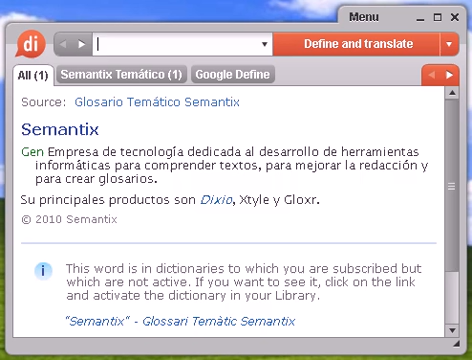 Menu
di
Define and translate
All (1)
Semantix Temático (1)
Google Define
Source: Glosario Temático Semantix
Semantix
Gen Empresa de tecnología dedicada al desarrollo de herramientas
informáticas para comprender textos, para mejorar la redacción y
para crear glosarios.
Su principales productos son Dixio, Xtyle y Gloxr.
© 2010 Semantix
i
This word is in dictionaries to which you are subscribed but
which are not active. If you want to see it, click on the link
and activate the dictionary in your Library.
"Semantix" - Glossari Temàtic Semantix